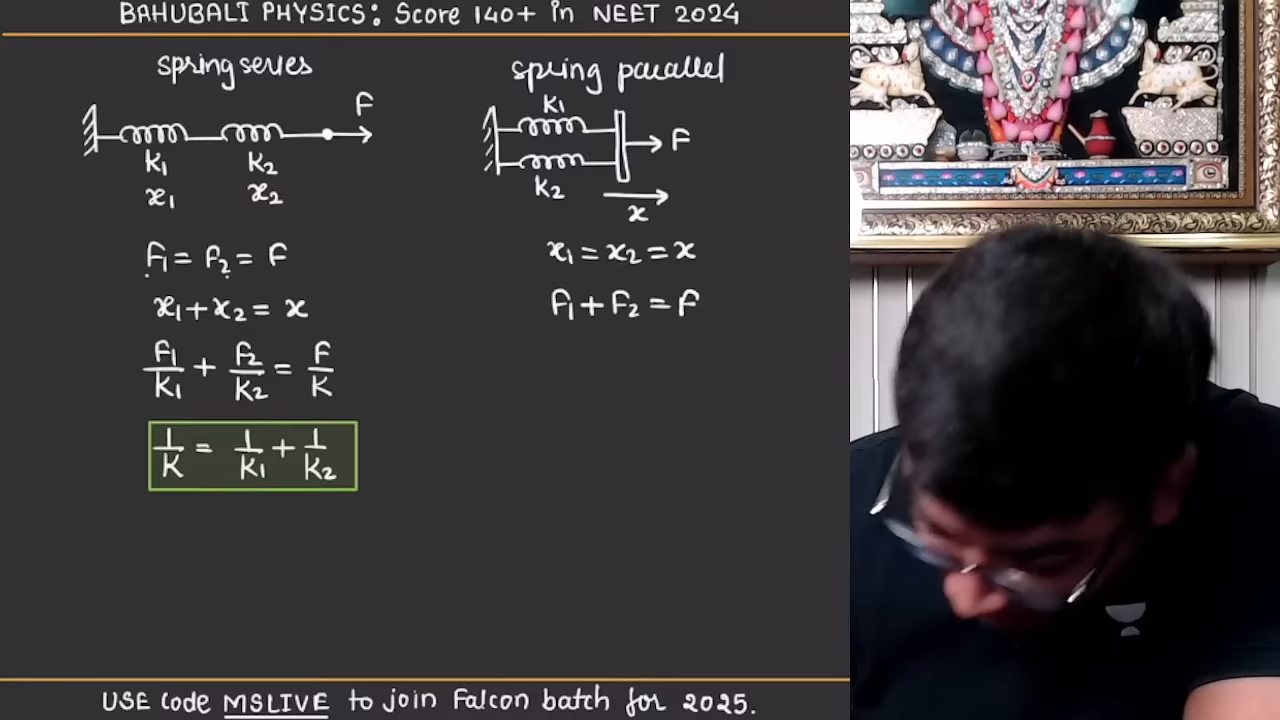 BAHUBALI PHYSICS: Score 140+ in NEET 2024
spring series
F
K₁ K₂
x₁ x₂
F₁ = F₂ = F
x₁ + x₂ = x
F₁/K₁ + F₂/K₂ = F/K
1/K = 1/K₁ + 1/K₂
spring parallel
K₁
F
K₂
x
x₁ = x₂ = x
F₁ + F₂ = F
USE Code MSLIVE to join Falcon batch for 2025.